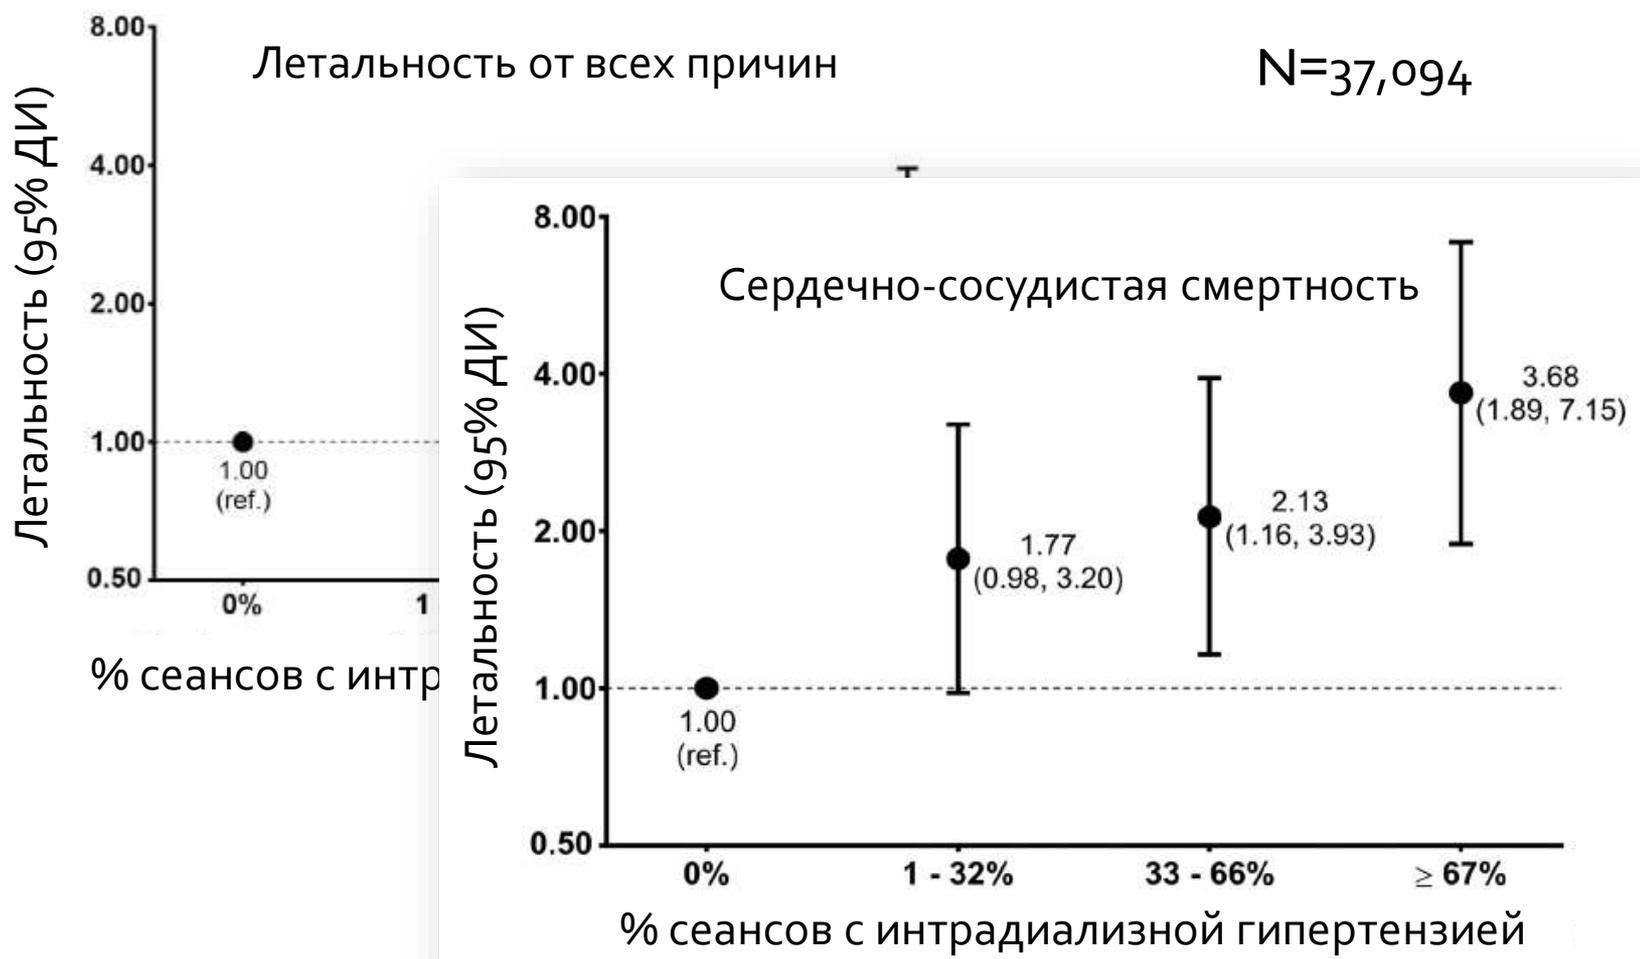 8.00
Летальность от всех причин
N=37,094
Летальность (95% ДИ)
4.00
2.00
1.00
1.00
(ref.)
0.50
0%
1
% сеансов с интр
8.00
Сердечно-сосудистая смертность
Летальность (95% ДИ)
4.00
3.68
(1.89, 7.15)
2.00
2.13
(1.16, 3.93)
1.77
(0.98, 3.20)
1.00
1.00
(ref.)
0.50
0%
1 - 32%
33 - 66%
≥ 67%
% сеансов с интрадиализной гипертензией